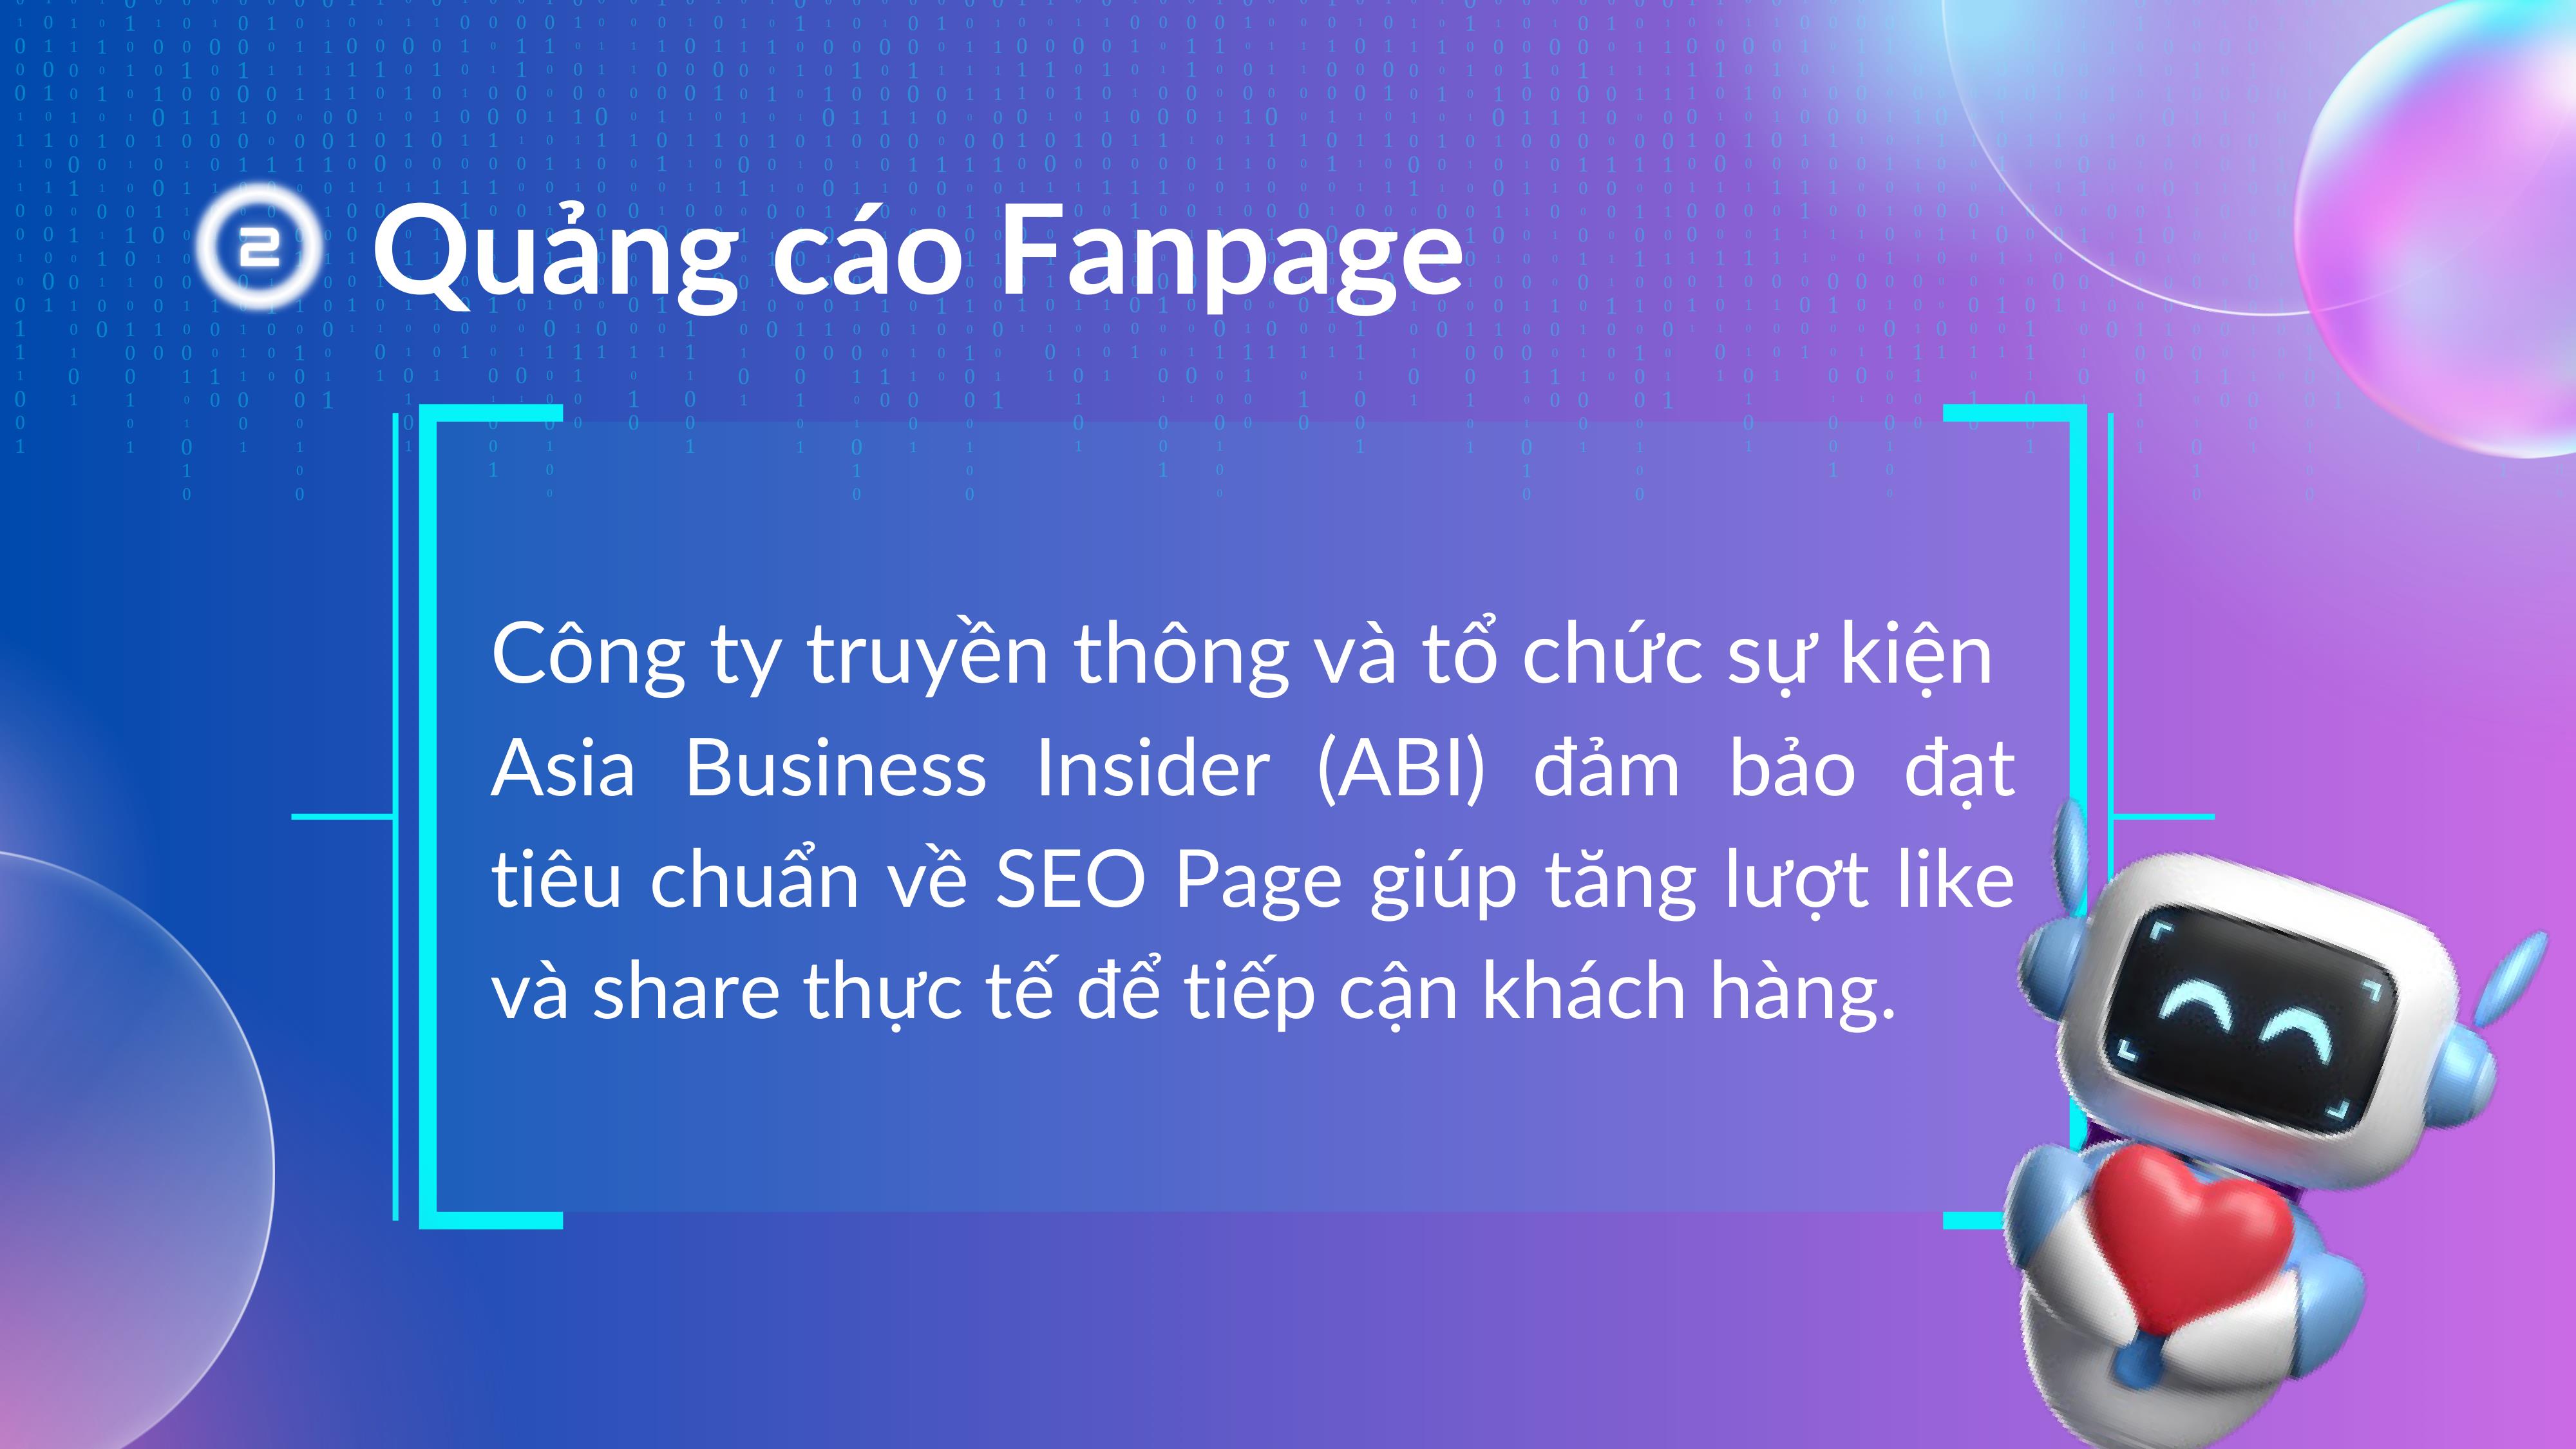 2 Quảng cáo Fanpage
Công ty truyền thông và tổ chức sự kiện
Asia Business Insider (ABI) đảm bảo đạt
tiêu chuẩn về SEO Page giúp tăng lượt like
và share thực tế để tiếp cận khách hàng.